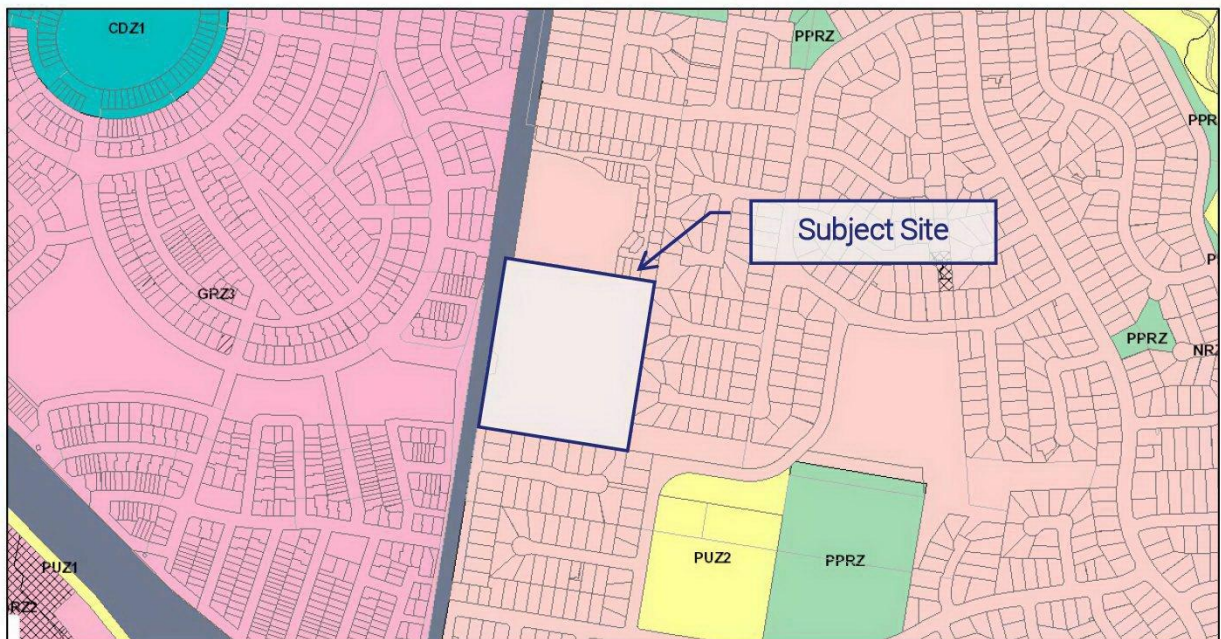 CDZ1
PPRZ
PPR
Subject Site
GRZ3
PPRZ
NRZ
PUZ1
PUZ2
PPRZ
RZ2